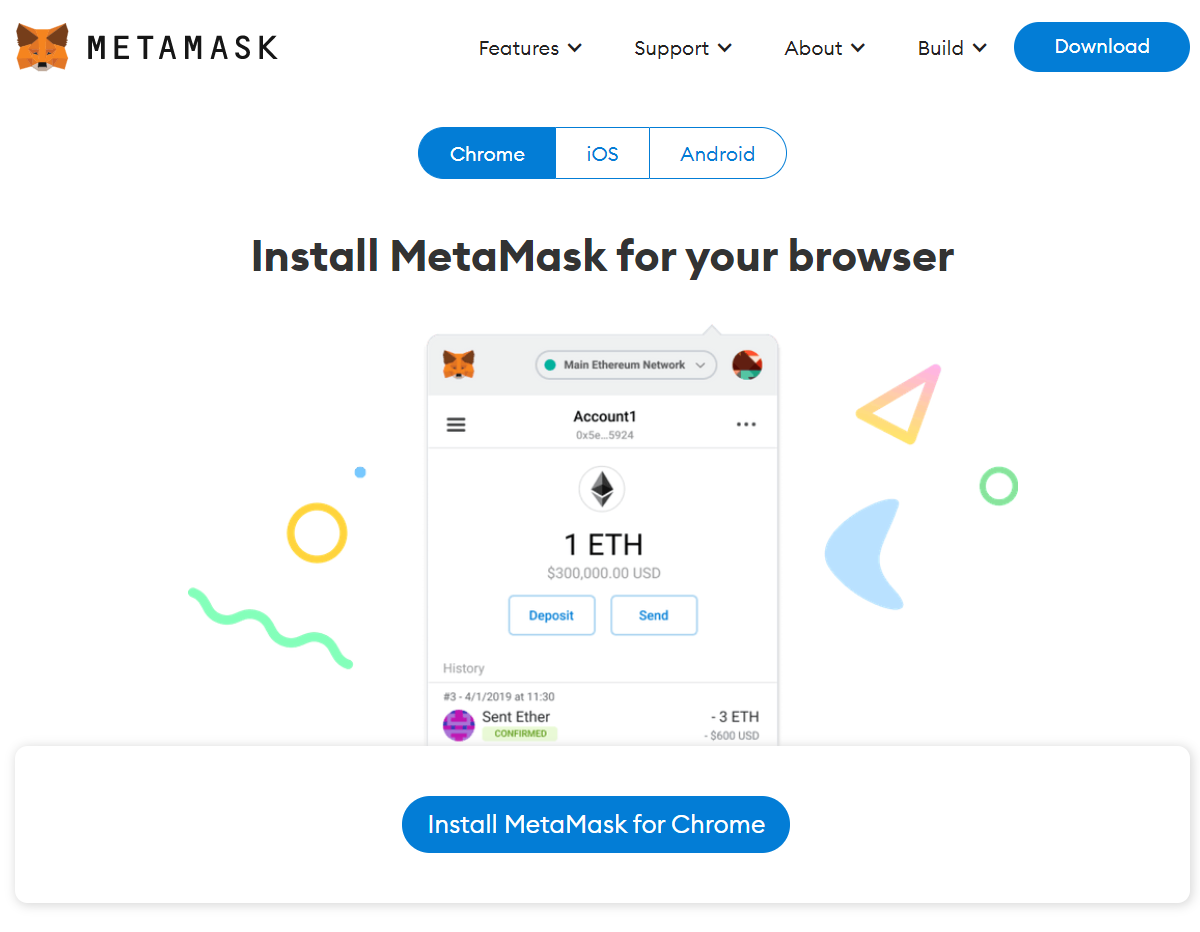 METAMASK
Features
Support
About
Build
Download
Chrome
iOS
Android
Install MetaMask for your browser
Main Ethereum Network
Account1
0x5e...5924
1 ETH
$300,000.00 USD
Deposit
Send
History
#3 - 4/1/2019 at 11:30
Sent Ether
- 3 ETH
CONFIRMED
- $600 USD
Install MetaMask for Chrome